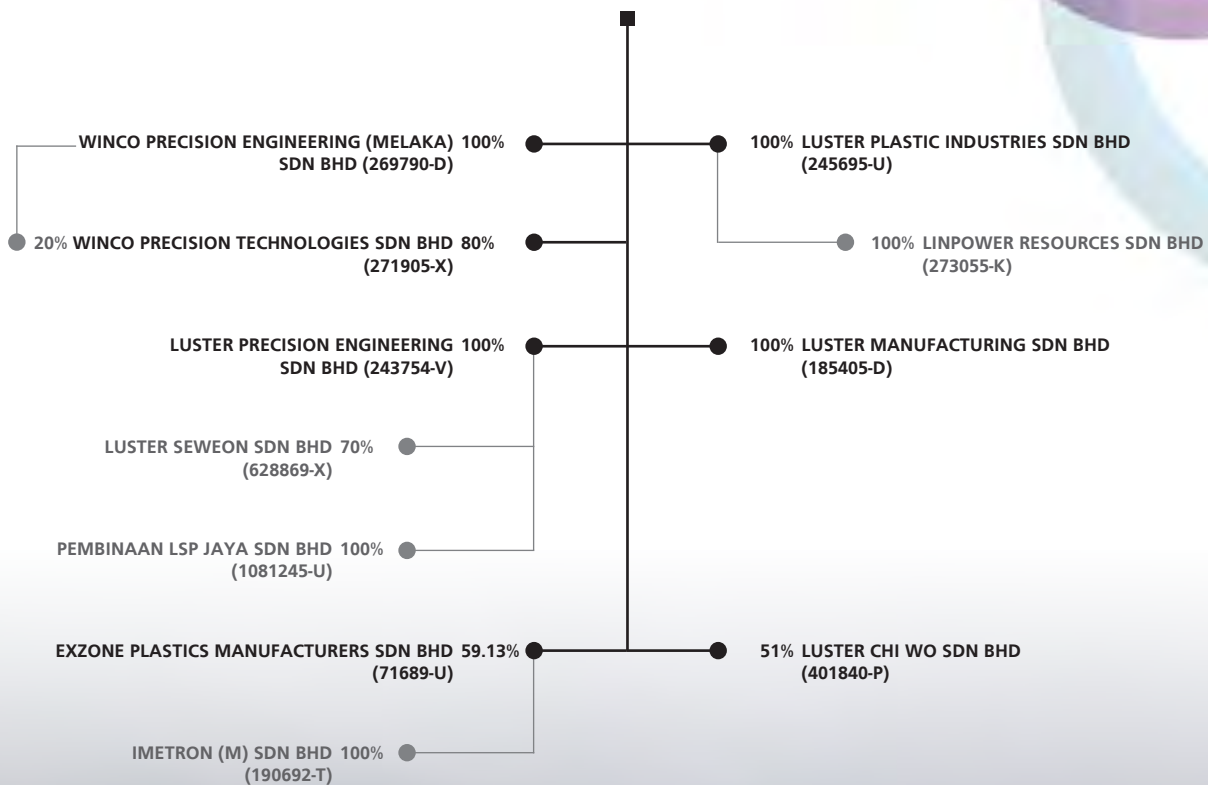 WINCO PRECISION ENGINEERING (MELAKA) 100%
SDN BHD (269790-D)
100% LUSTER PLASTIC INDUSTRIES SDN BHD
(245695-U)
20% WINCO PRECISION TECHNOLOGIES SDN BHD 80%
(271905-X)
100% LINPOWER RESOURCES SDN BHD
(273055-K)
LUSTER PRECISION ENGINEERING 100%
SDN BHD (243754-V)
100% LUSTER MANUFACTURING SDN BHD
(185405-D)
LUSTER SEWEON SDN BHD 70%
(628869-X)
PEMBINAAN LSP JAYA SDN BHD 100%
(1081245-U)
EXZONE PLASTICS MANUFACTURERS SDN BHD 59.13%
(71689-U)
51% LUSTER CHI WO SDN BHD
(401840-P)
IMETRON (M) SDN BHD 100%
(190692-T)